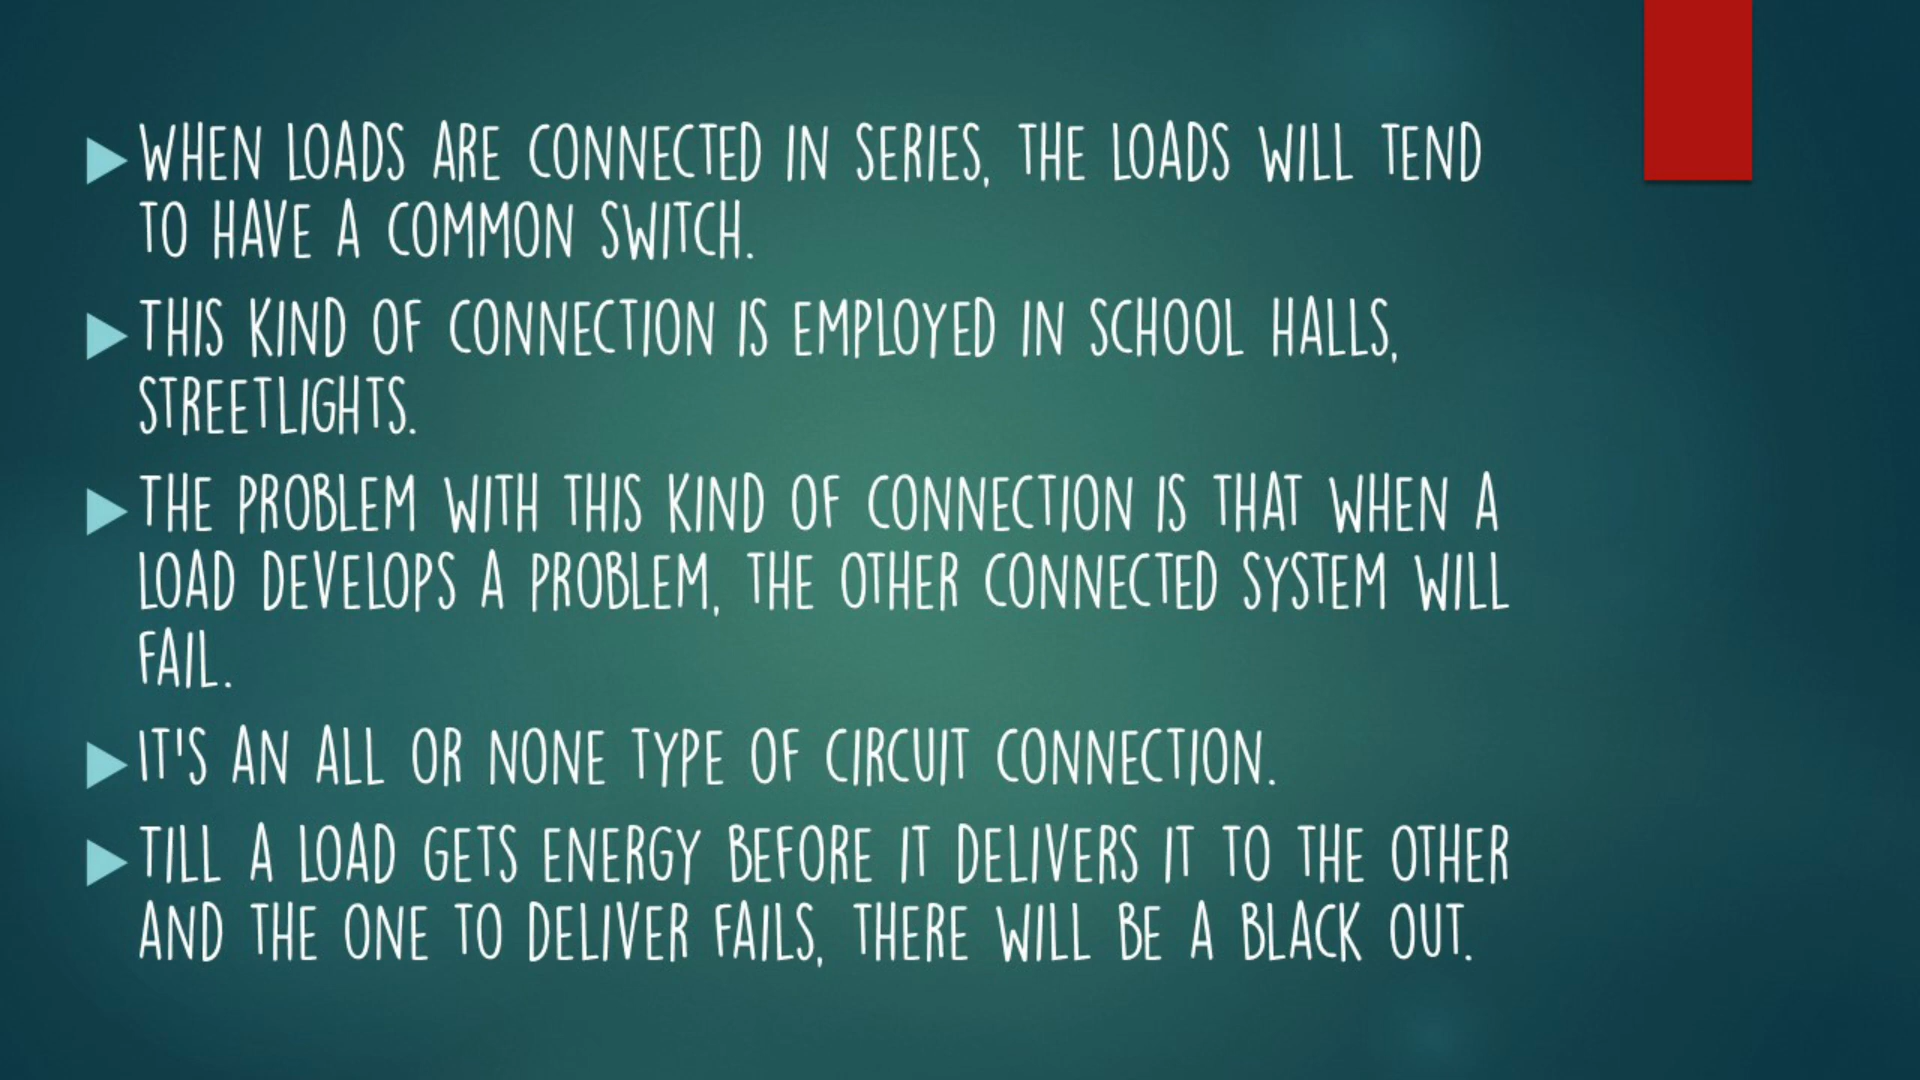 WHEN LOADS ARE CONNECTED IN SERIES, THE LOADS WILL TEND
TO HAVE A COMMON SWITCH.
THIS KIND OF CONNECTION IS EMPLOYED IN SCHOOL HALLS,
STREETLIGHTS.
THE PROBLEM WITH THIS KIND OF CONNECTION IS THAT WHEN A
LOAD DEVELOPS A PROBLEM, THE OTHER CONNECTED SYSTEM WILL
FAIL.
IT'S AN ALL OR NONE TYPE OF CIRCUIT CONNECTION.
TILL A LOAD GETS ENERGY BEFORE IT DELIVERS IT TO THE OTHER
AND THE ONE TO DELIVER FAILS, THERE WILL BE A BLACK OUT.